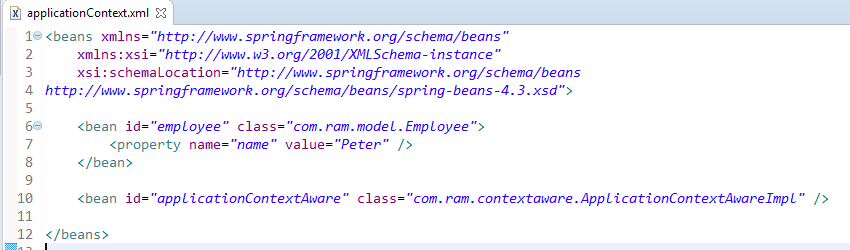 applicationContext.xml
1 <beans xmlns="http://www.springframework.org/schema/beans"
2     xmlns:xsi="http://www.w3.org/2001/XMLSchema-instance"
3     xsi:schemaLocation="http://www.springframework.org/schema/beans
4 http://www.springframework.org/schema/beans/spring-beans-4.3.xsd">
5
6     <bean id="employee" class="com.ram.model.Employee">
7         <property name="name" value="Peter" />
8     </bean>
9
10     <bean id="applicationContextAware" class="com.ram.contextaware.ApplicationContextAwareImpl" />
11
12 </beans>
13